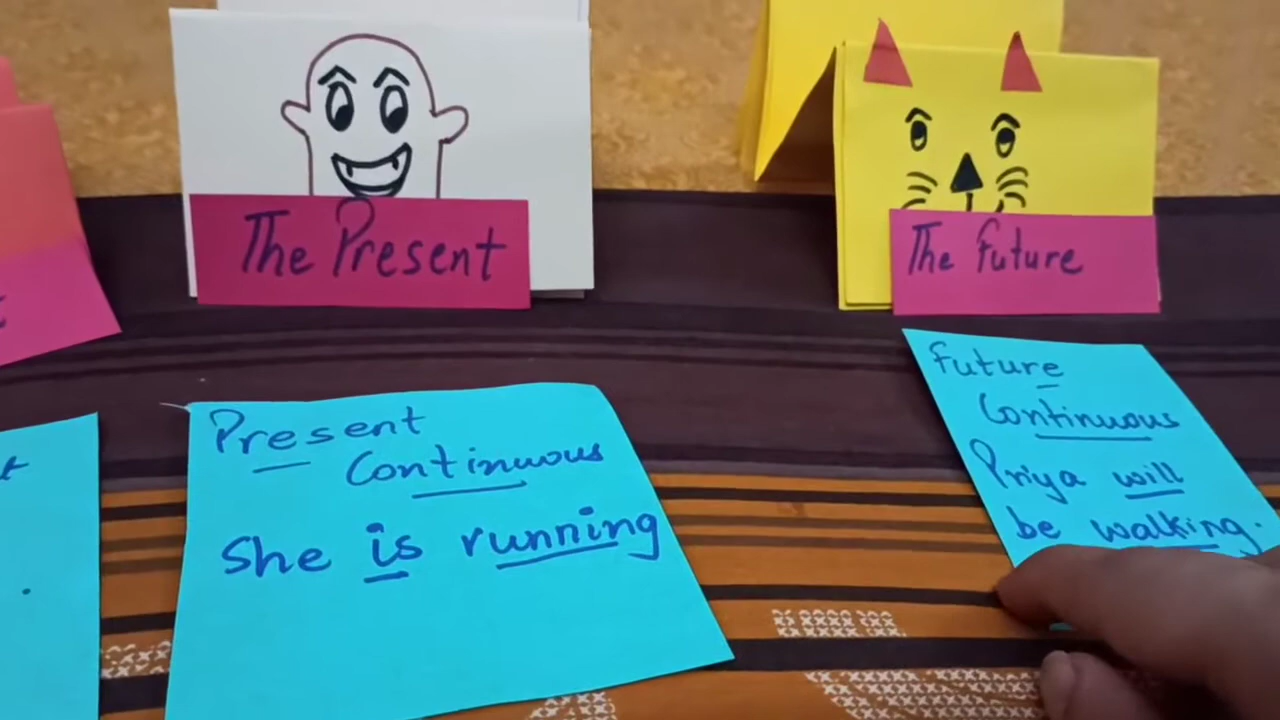 The Present
The Future
Present
Continuous
She is running
Future
Continuous
Priya will
be walking.